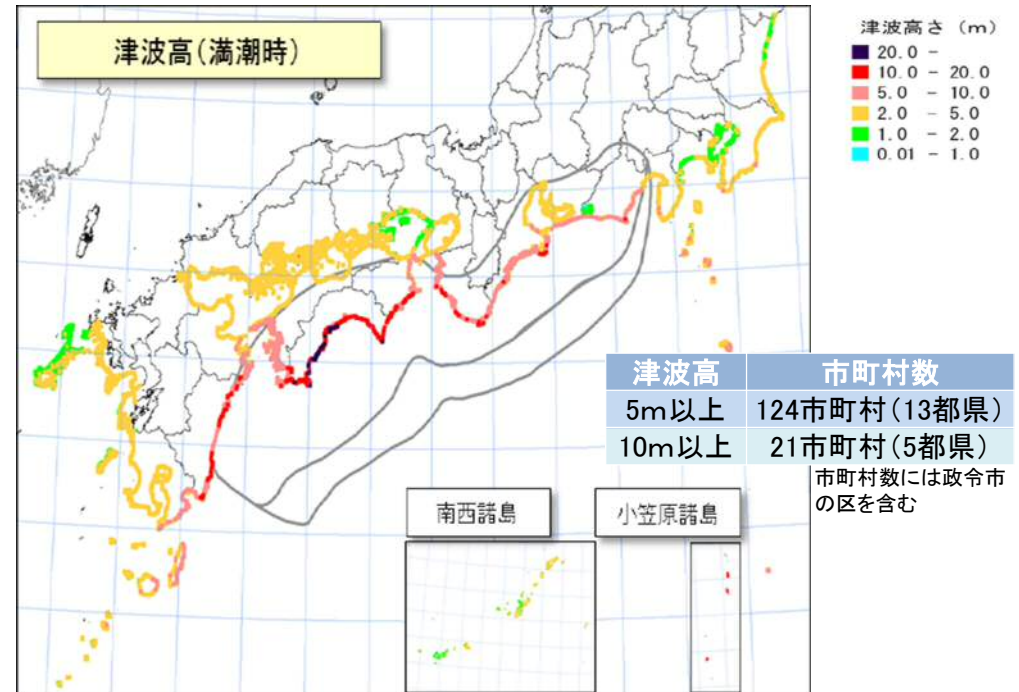 津波高(満潮時)
津波高さ (m)
20.0 -
10.0 - 20.0
5.0 - 10.0
2.0 - 5.0
1.0 - 2.0
0.01 - 1.0
津波高 市町村数
5m以上 124市町村(13都県)
10m以上 21市町村(5都県)
市町村数には政令市
の区を含む
南西諸島
小笠原諸島